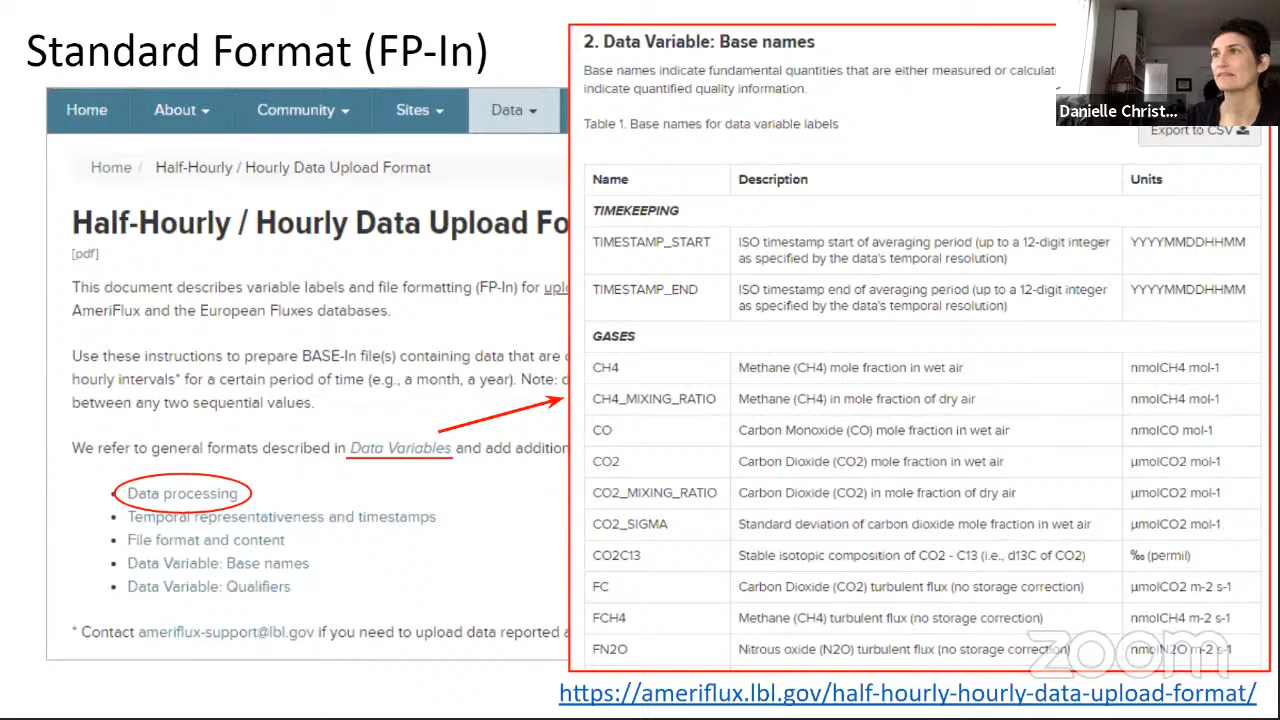 Standard Format (FP-In)
Home About Community Sites Data
Home / Half-Hourly / Hourly Data Upload Format
Half-Hourly / Hourly Data Upload Fo
[pdf]
This document describes variable labels and file formatting (FP-In) for uplo
AmeriFlux and the European Fluxes databases.
Use these instructions to prepare BASE-In file(s) containing data that are
hourly intervals* for a certain period of time (e.g., a month, a year). Note:
between any two sequential values.
We refer to general formats described in Data Variables and add addition
• Data processing
• Temporal representativeness and timestamps
• File format and content
• Data Variable: Base names
• Data Variable: Qualifiers
* Contact ameriflux-support@lbl.gov if you need to upload data reported
2. Data Variable: Base names
Base names indicate fundamental quantities that are either measured or calculate
indicate quantified quality information.
Table 1. Base names for data variable labels
Danielle Christ...
Export to CSV
Name Description Units
TIMEKEEPING
TIMESTAMP_START ISO timestamp start of averaging period (up to a 12-digit integer YYYYMMDDHHMM
as specified by the data's temporal resolution)
TIMESTAMP_END ISO timestamp end of averaging period (up to a 12-digit integer YYYYMMDDHHMM
as specified by the data's temporal resolution)
GASES
CH4 Methane (CH4) mole fraction in wet air nmolCH4 mol-1
CH4_MIXING_RATIO Methane (CH4) in mole fraction of dry air nmolCH4 mol-1
CO Carbon Monoxide (CO) mole fraction in wet air nmolCO mol-1
CO2 Carbon Dioxide (CO2) mole fraction in wet air µmolCO2 mol-1
CO2_MIXING_RATIO Carbon Dioxide (CO2) in mole fraction of dry air µmolCO2 mol-1
CO2_SIGMA Standard deviation of carbon dioxide mole fraction in wet air µmolCO2 mol-1
CO2C13 Stable isotopic composition of CO2 - C13 (i.e., d13C of CO2) ‰ (permil)
FC Carbon Dioxide (CO2) turbulent flux (no storage correction) µmolCO2 m-2 s-1
FCH4 Methane (CH4) turbulent flux (no storage correction) nmolCH4 m-2 s-1
FN2O Nitrous oxide (N2O) turbulent flux (no storage correction) nmolN2O m-2 s-1
zoom
https://ameriflux.lbl.gov/half-hourly-hourly-data-upload-format/